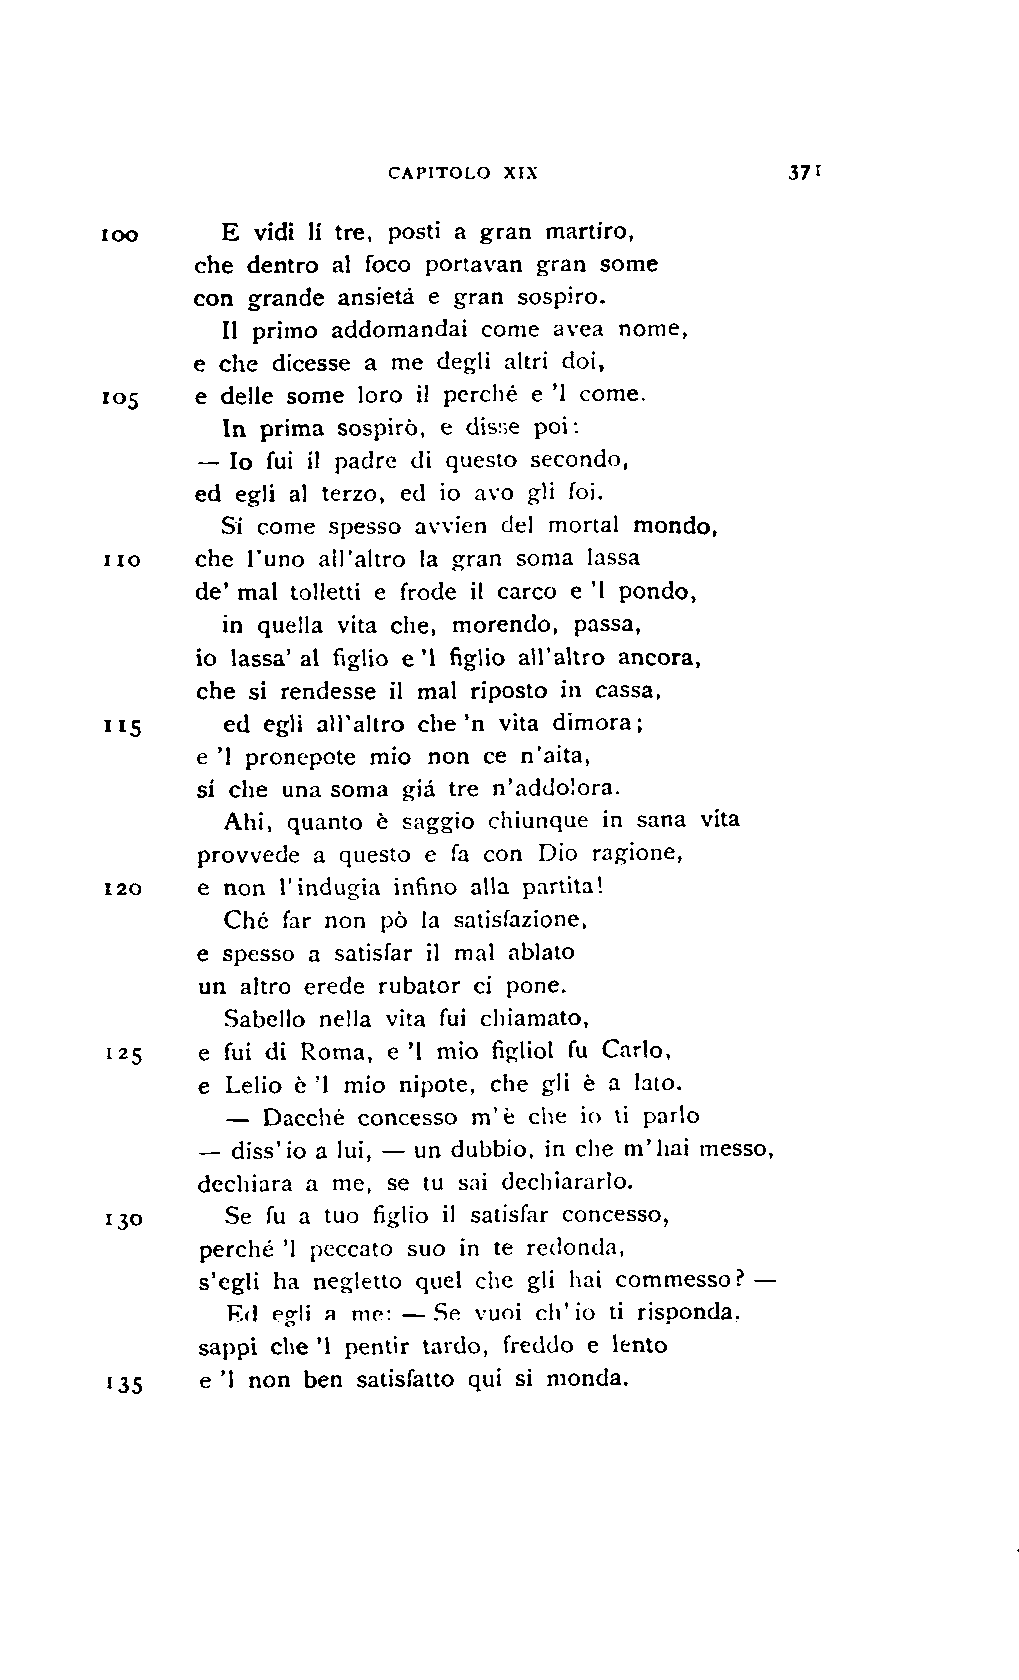 CAPITOLO XIX 371
100 E vidi lí tre, posti a gran martiro,
che dentro al foco portavan gran some
con grande ansietá e gran sospiro.
Il primo addomandai come avea nome,
e che dicesse a me degli altri doi,
105 e delle some loro il perché e 'l come.
In prima sospirò, e disse poi:
— Io fui il padre di questo secondo,
ed egli al terzo, ed io avo gli foi.
Sí come spesso avvien del mortal mondo,
110 che l'uno all'altro la gran soma lassa
de' mal tolletti e frode il carco e 'l pondo,
in quella vita che, morendo, passa,
io lassa' al figlio e 'l figlio all'altro ancora,
che si rendesse il mal riposto in cassa,
115 ed egli all'altro che 'n vita dimora;
e 'l pronepote mio non ce n'aita,
sí che una soma giá tre n'addolora.
Ahi, quanto è saggio chiunque in sana vita
provvede a questo e fa con Dio ragione,
120 e non l'indugia infino alla partita!
Ché far non pò la satisfazione,
e spesso a satisfar il mal ablato
un altro erede rubator ci pone.
Sabello nella vita fui chiamato,
125 e fui di Roma, e 'l mio figliol fu Carlo,
e Lelio è 'l mio nipote, che gli è a lato.
— Dacché concesso m'è che io ti parlo
— diss'io a lui, — un dubbio, in che m'hai messo,
dechiara a me, se tu sai dechiararlo.
130 Se fu a tuo figlio il satisfar concesso,
perché 'l peccato suo in te redonda,
s'egli ha negletto quel che gli hai commesso? —
Ed egli a me: — Se vuoi ch'io ti risponda,
sappi che 'l pentir tardo, freddo e lento
135 e 'l non ben satisfatto qui si monda.